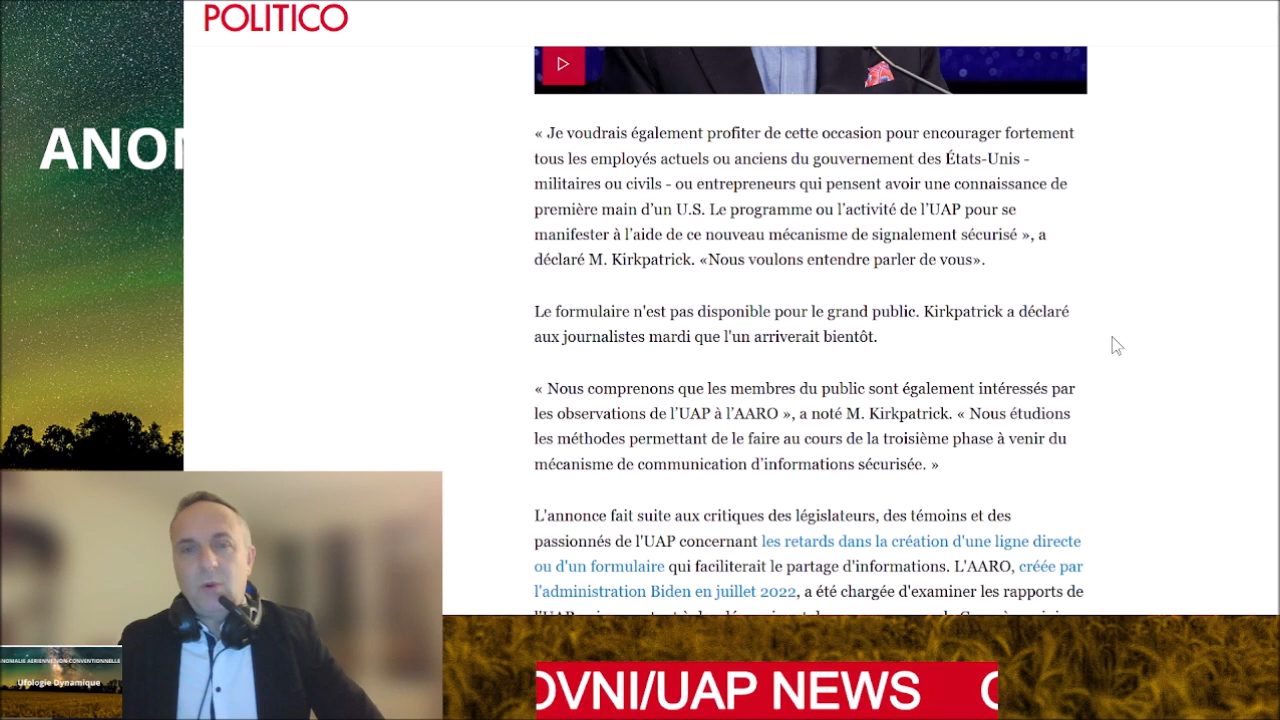 POLITICO
ANOM
« Je voudrais également profiter de cette occasion pour encourager fortement
tous les employés actuels ou anciens du gouvernement des États-Unis -
militaires ou civils - ou entrepreneurs qui pensent avoir une connaissance de
première main d’un U.S. Le programme ou l’activité de l’UAP pour se
manifester à l’aide de ce nouveau mécanisme de signalement sécurisé », a
déclaré M. Kirkpatrick. «Nous voulons entendre parler de vous».
Le formulaire n'est pas disponible pour le grand public. Kirkpatrick a déclaré
aux journalistes mardi que l'un arriverait bientôt.
« Nous comprenons que les membres du public sont également intéressés par
les observations de l’UAP à l’AARO », a noté M. Kirkpatrick. « Nous étudions
les méthodes permettant de le faire au cours de la troisième phase à venir du
mécanisme de communication d’informations sécurisée. »
L'annonce fait suite aux critiques des législateurs, des témoins et des
passionnés de l'UAP concernant les retards dans la création d'une ligne directe
ou d'un formulaire qui faciliterait le partage d'informations. L'AARO, créée par
l'administration Biden en juillet 2022, a été chargée d'examiner les rapports de
NOMALIE AERIENNE NON-CONVENTIONNELLE
Ufologie Dynamique
OVNI/UAP NEWS